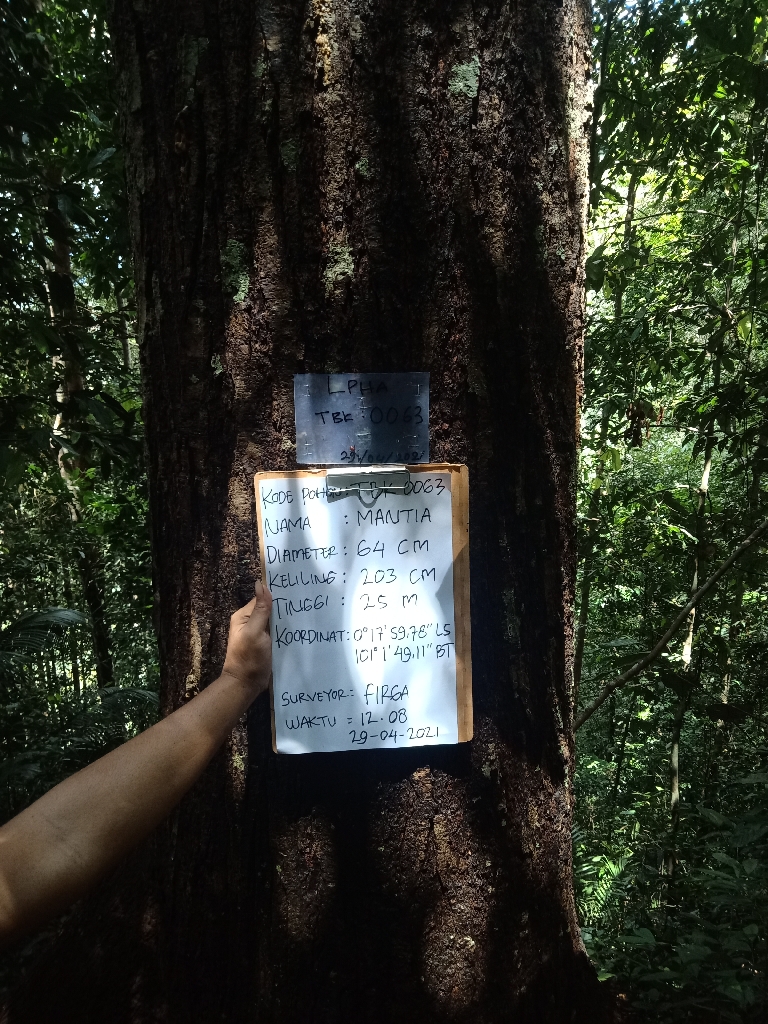 LPHA
TBK : 0063
29/04/2021
KODE POHON : TBK 0063
NAMA : MANTIA
DIAMETER : 64 CM
KELILING : 203 CM
TINGGI : 25 M
KOORDINAT : 0°17'59.78" LS
101°1'49.11" BT
SURVEYOR = FIRGA
WAKTU = 12.08
29-04-2021